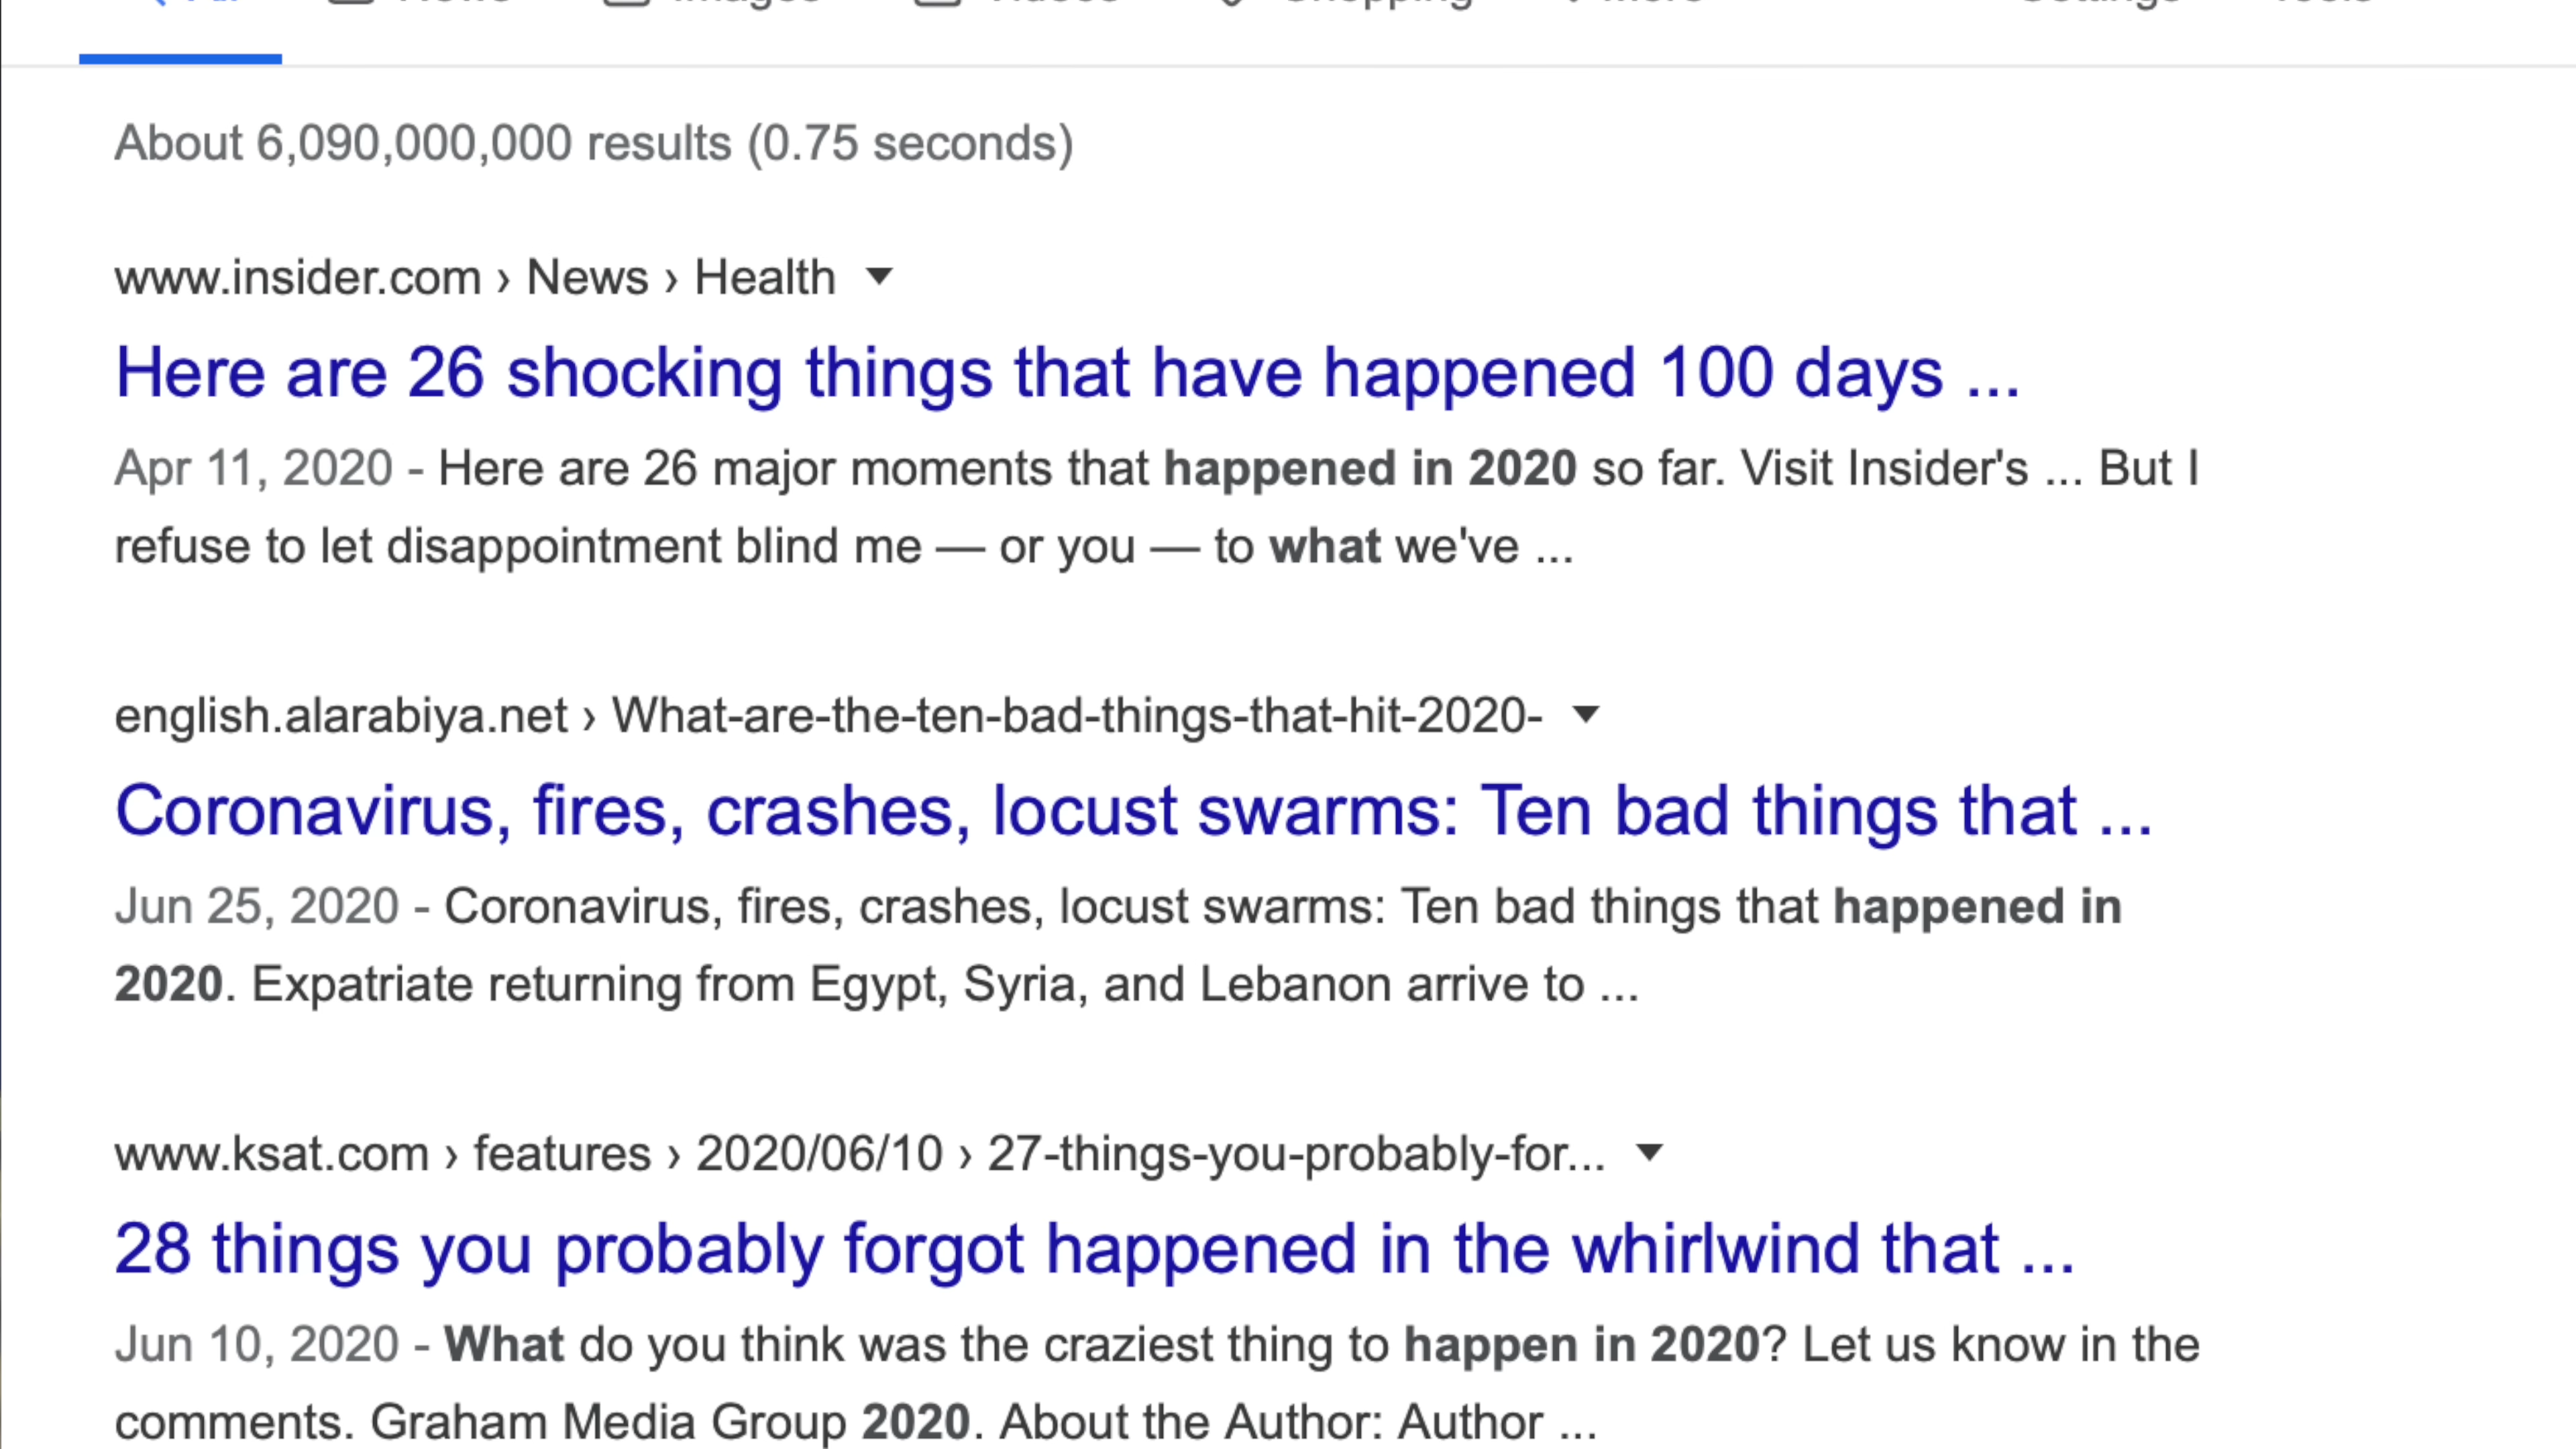 About 6,090,000,000 results (0.75 seconds)
www.insider.com › News › Health
Here are 26 shocking things that have happened 100 days ...
Apr 11, 2020 - Here are 26 major moments that happened in 2020 so far. Visit Insider's ... But I
refuse to let disappointment blind me — or you — to what we've ...
english.alarabiya.net › What-are-the-ten-bad-things-that-hit-2020-
Coronavirus, fires, crashes, locust swarms: Ten bad things that ...
Jun 25, 2020 - Coronavirus, fires, crashes, locust swarms: Ten bad things that happened in
2020. Expatriate returning from Egypt, Syria, and Lebanon arrive to ...
www.ksat.com › features › 2020/06/10 › 27-things-you-probably-for...
28 things you probably forgot happened in the whirlwind that ...
Jun 10, 2020 - What do you think was the craziest thing to happen in 2020? Let us know in the
comments. Graham Media Group 2020. About the Author: Author ...